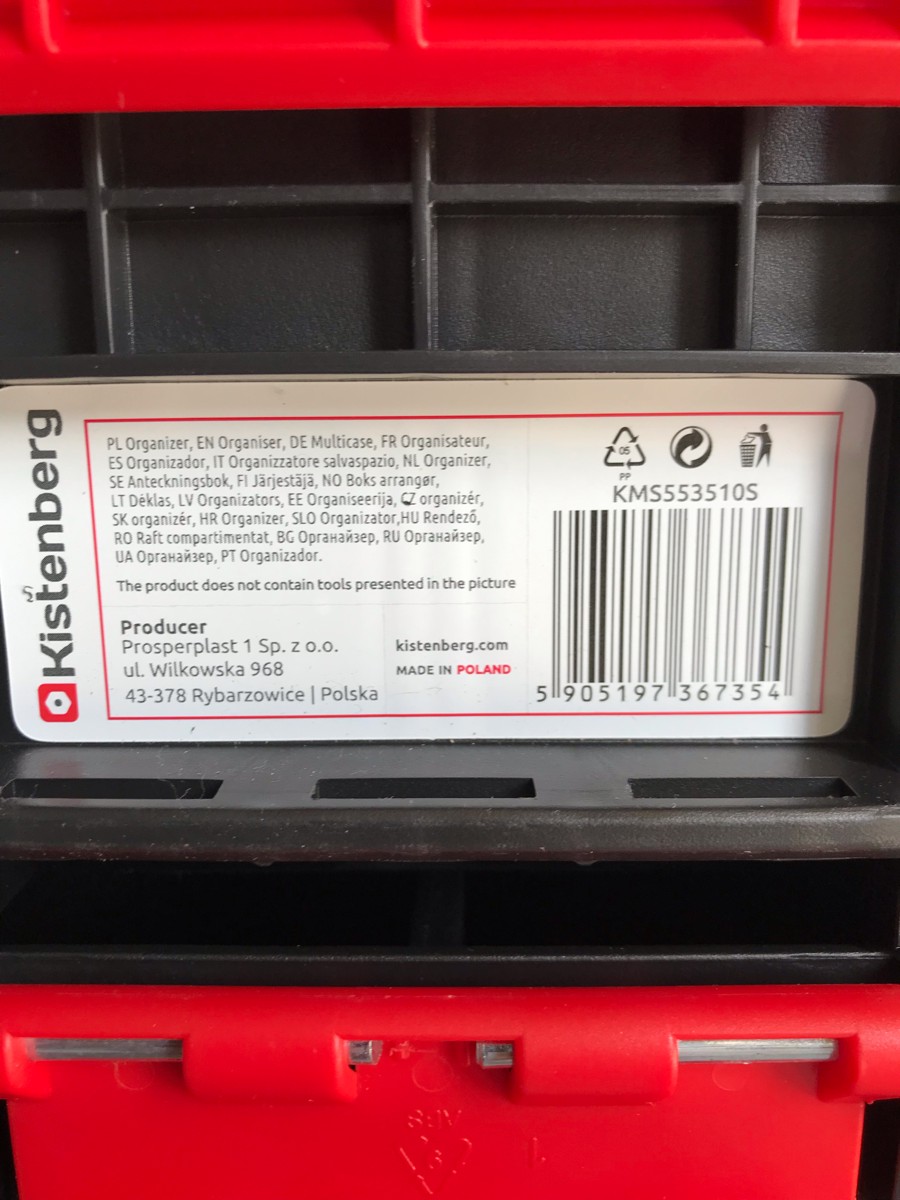 Kistenberg
PL Organizer, EN Organiser, DE Multicase, FR Organisateur,
ES Organizador, IT Organizzatore salvaspazio, NL Organizer,
SE Anteckningsbok, FI Järjestäjä, NO Boks arrangør,
LT Dėklas, LV Organizators, EE Organiseerija, CZ organizér,
SK organizér, HR Organizer, SLO Organizator,HU Rendező,
RO Raft compartimentat, BG Органайзер, RU Органайзер,
UA Органайзер, PT Organizador.
The product does not contain tools presented in the picture
Producer
Prosperplast 1 Sp. z o.o.
ul. Wilkowska 968
43-378 Rybarzowice | Polska
kistenberg.com
MADE IN POLAND
05
PP
KMS553510S
5 905197 367354